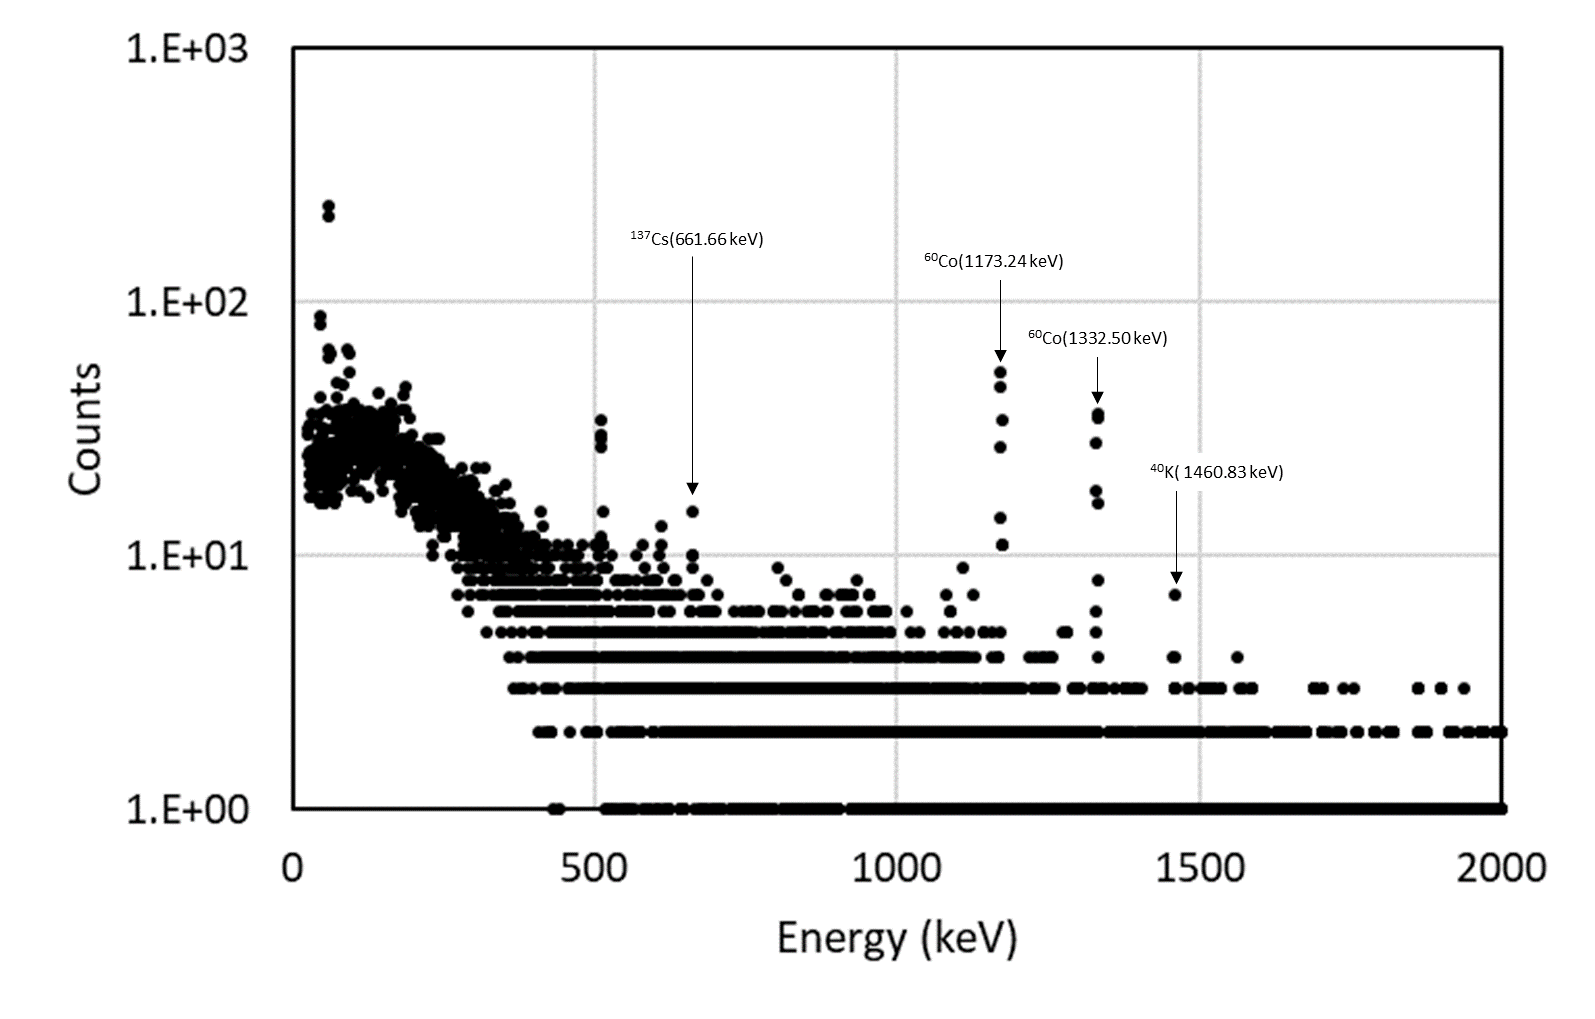 1.E+03
1.E+02
1.E+01
1.E+00
Counts
¹³⁷Cs(661.66 keV)
⁶⁰Co(1173.24 keV)
⁶⁰Co(1332.50 keV)
⁴⁰K( 1460.83 keV)
0 500 1000 1500 2000
Energy (keV)